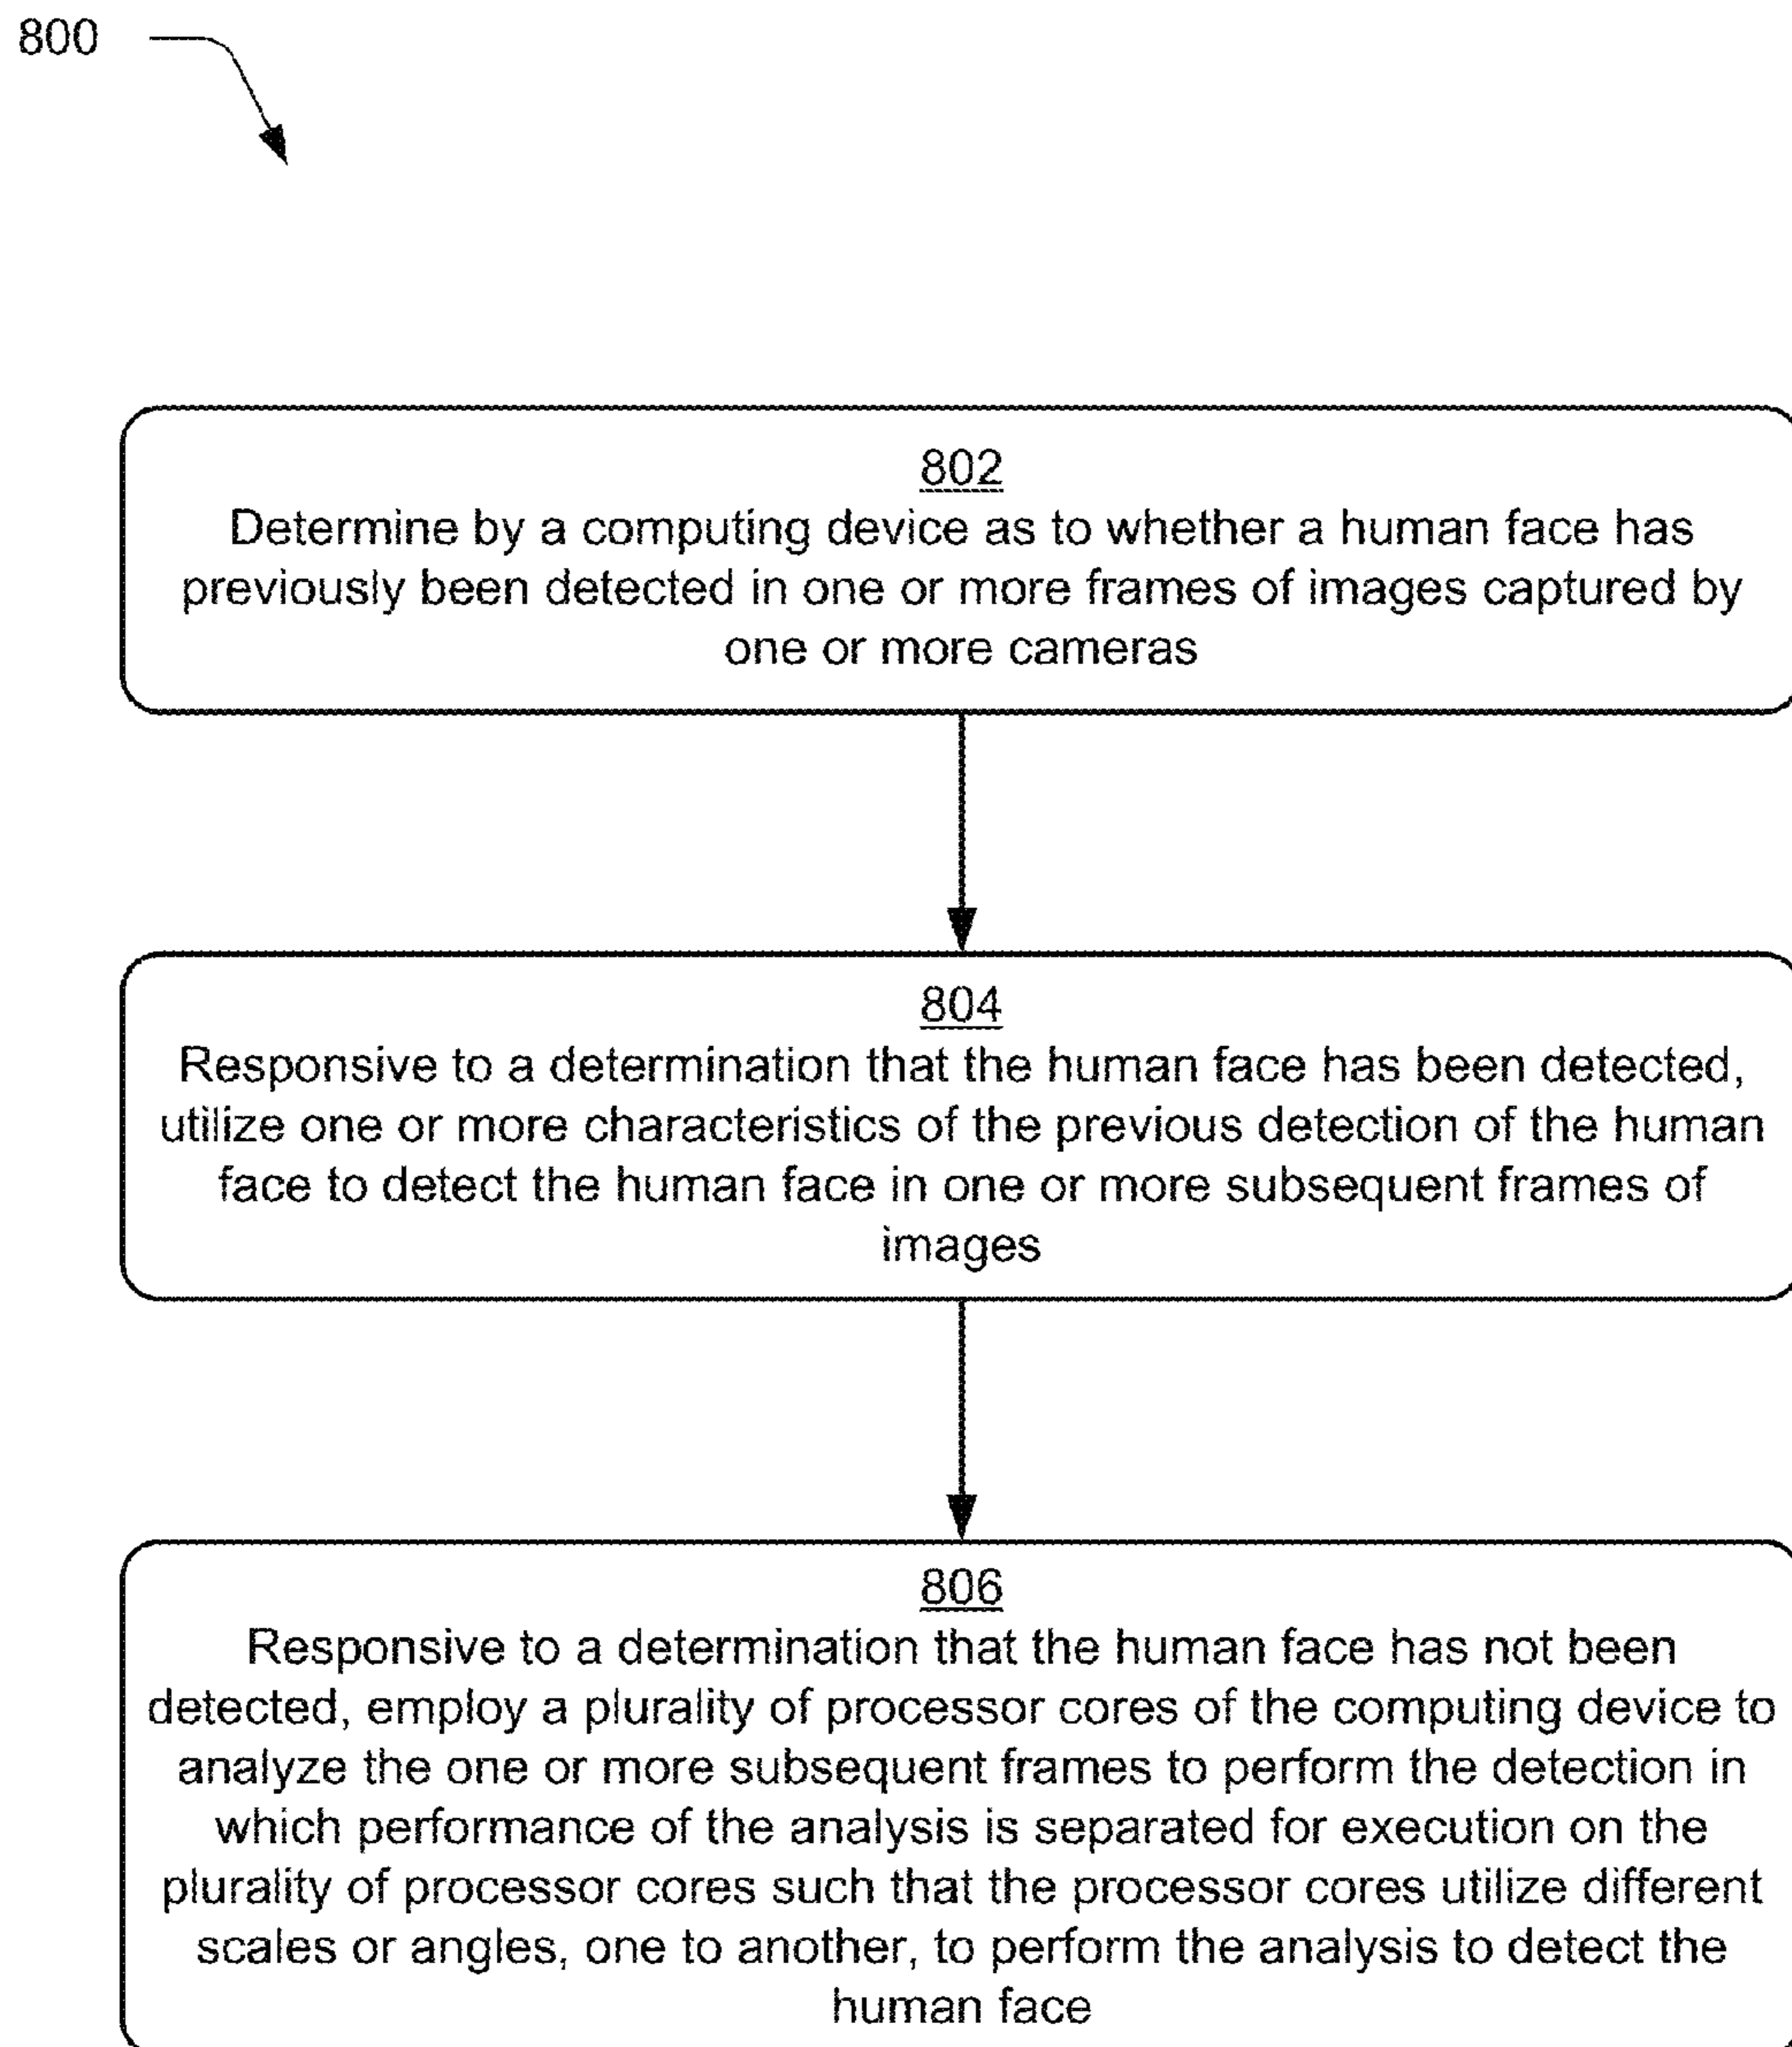 800
802
Determine by a computing device as to whether a human face has
previously been detected in one or more frames of images captured by
one or more cameras
804
Responsive to a determination that the human face has been detected,
utilize one or more characteristics of the previous detection of the human
face to detect the human face in one or more subsequent frames of
images
806
Responsive to a determination that the human face has not been
detected, employ a plurality of processor cores of the computing device to
analyze the one or more subsequent frames to perform the detection in
which performance of the analysis is separated for execution on the
plurality of processor cores such that the processor cores utilize different
scales or angles, one to another, to perform the analysis to detect the
human face